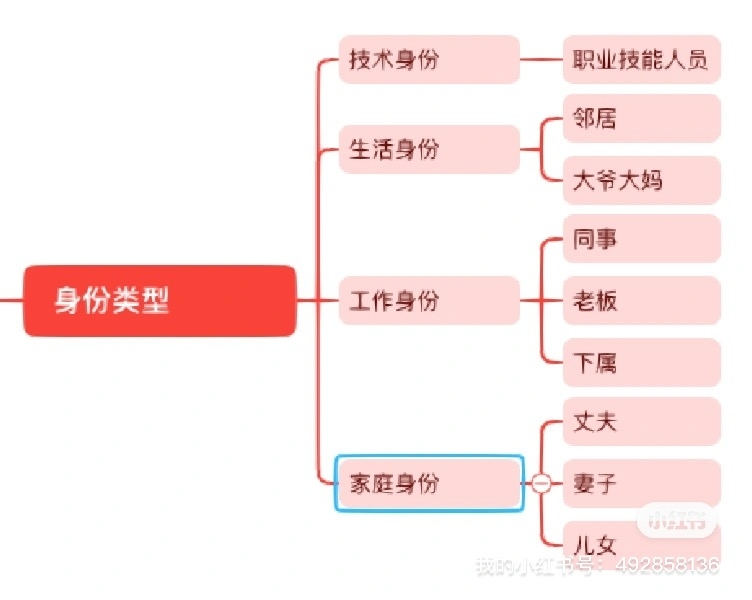 技术身份
职业技能人员
生活身份
邻居
大爷大妈
身份类型
工作身份
同事
老板
下属
家庭身份
丈夫
妻子
儿女
小红书
我的小红书号：492858136